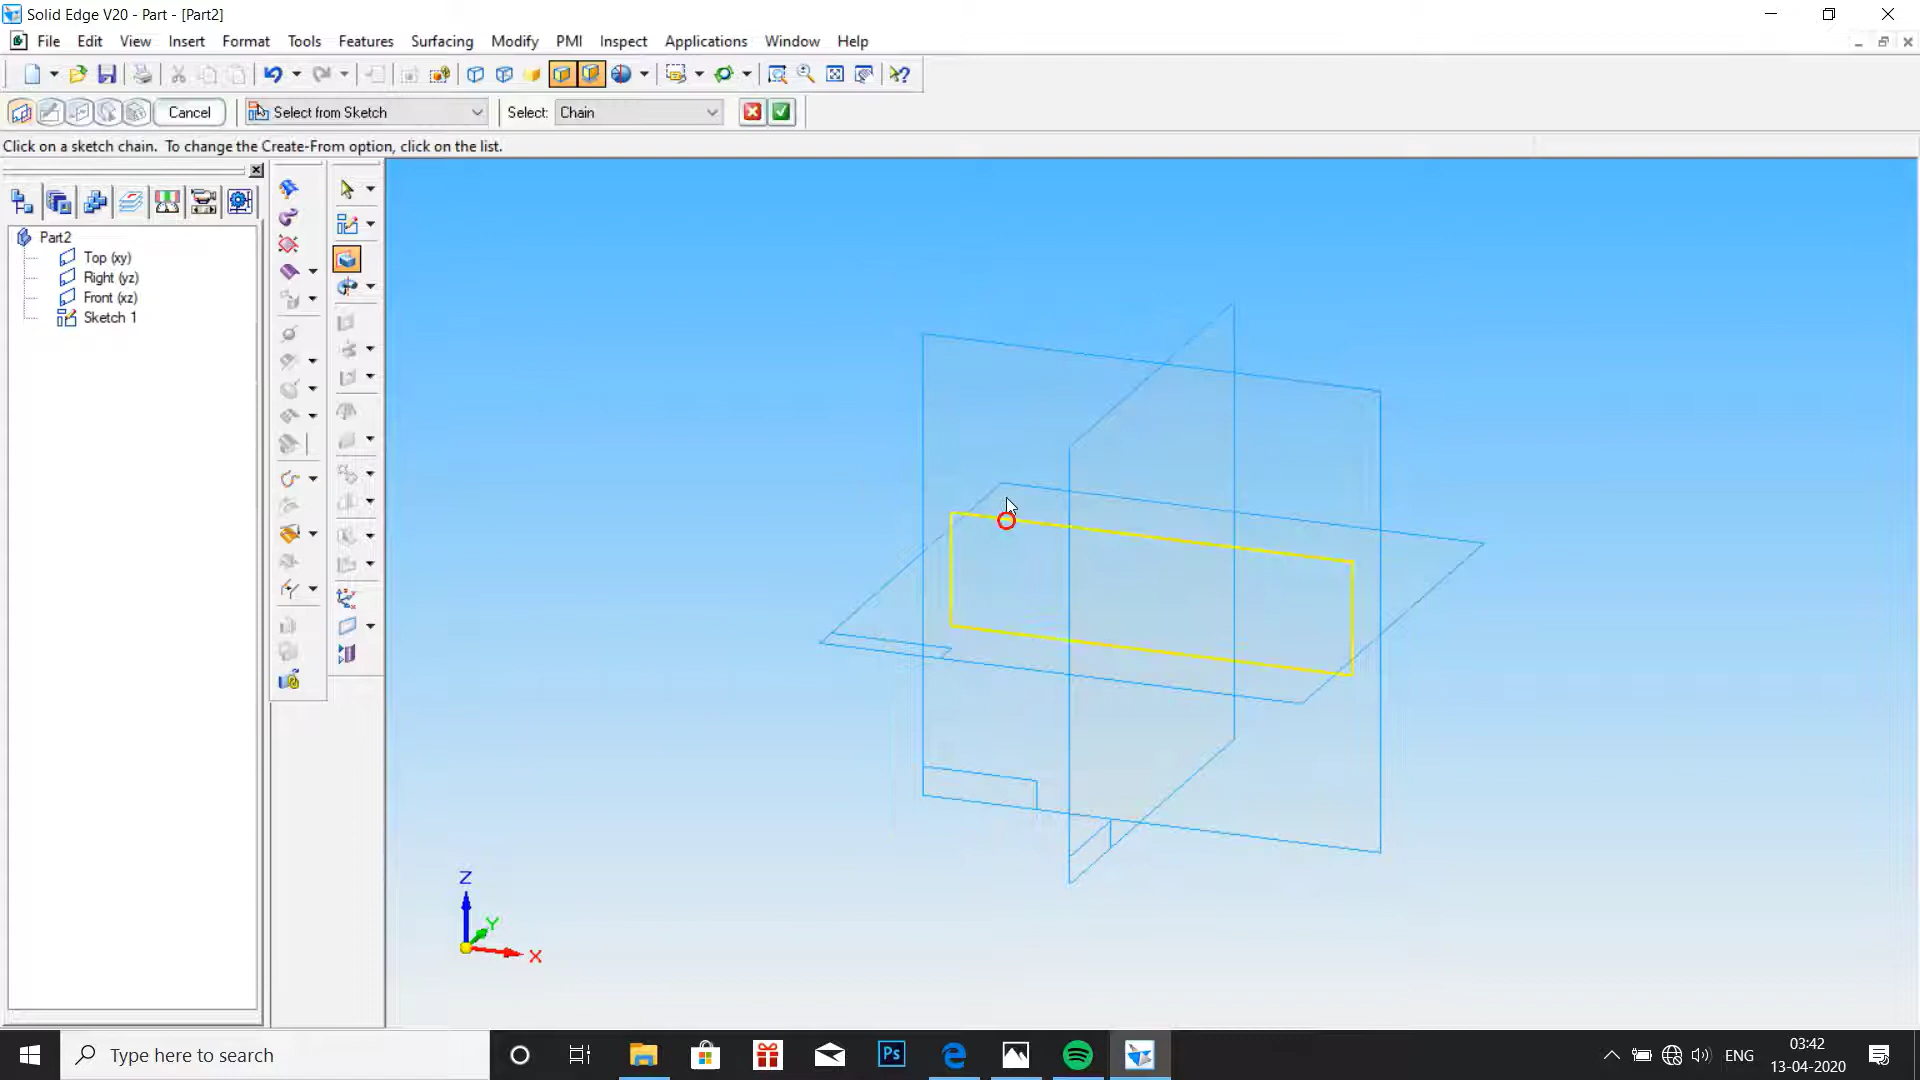 Solid Edge V20 - Part - [Part2]
File Edit View Insert Format Tools Features Surfacing Modify PMI Inspect Applications Window Help
Cancel Select from Sketch Select: Chain
Click on a sketch chain.  To change the Create-From option, click on the list.
Part2
Top (xy)
Right (yz)
Front (xz)
Sketch 1
Z
Y
X
Type here to search
Ps
ENG
03:42
13-04-2020